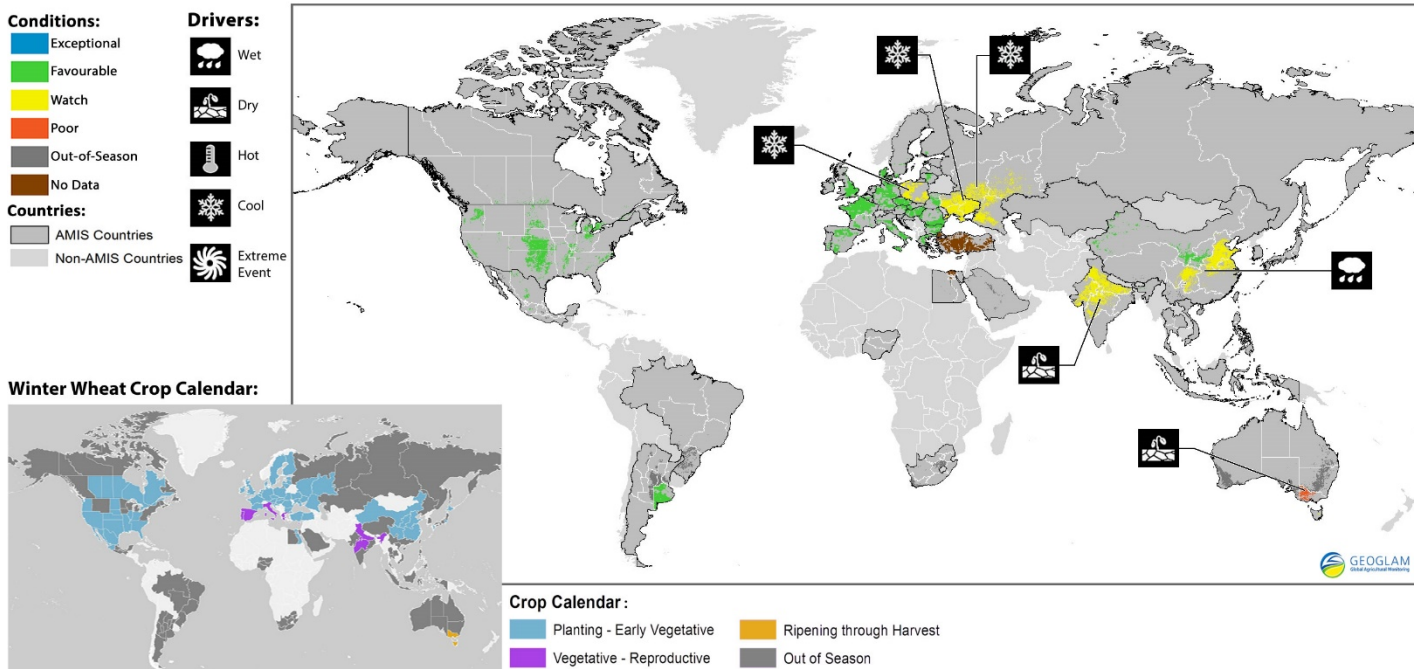 Conditions:
Exceptional
Favourable
Watch
Poor
Out-of-Season
No Data
Countries:
AMIS Countries
Non-AMIS Countries
Drivers:
Wet
Dry
Hot
Cool
Extreme
Event
Winter Wheat Crop Calendar:
GEOGLAM
Global Agricultural Monitoring
Crop Calendar :
Planting - Early Vegetative
Vegetative - Reproductive
Ripening through Harvest
Out of Season